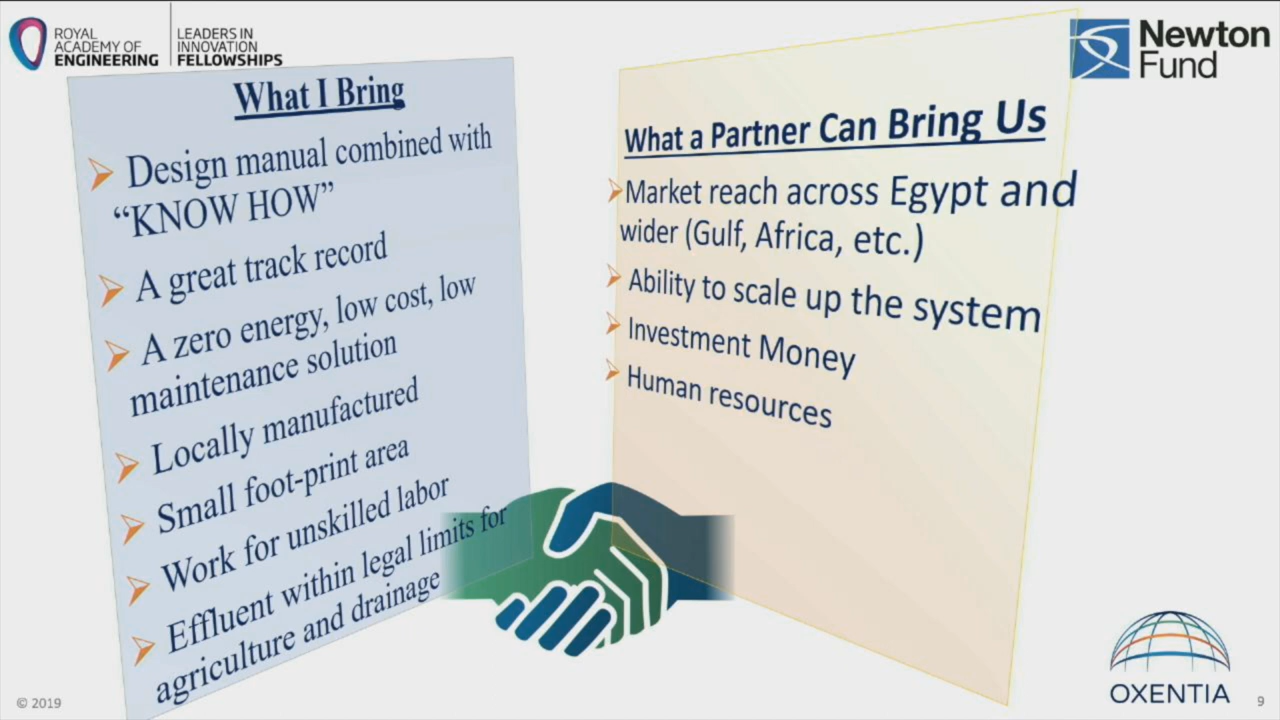 ROYAL
ACADEMY OF
ENGINEERING
LEADERS IN
INNOVATION
FELLOWSHIPS
Newton
Fund
What I Bring
Design manual combined with
“KNOW HOW”
A great track record
A zero energy, low cost, low
maintenance solution
Locally manufactured
Small foot-print area
Work for unskilled labor
Effluent within legal limits for
agriculture and drainage
What a Partner Can Bring Us
Market reach across Egypt and
wider (Gulf, Africa, etc.)
Ability to scale up the system
Investment Money
Human resources
OXENTIA
© 2019
9